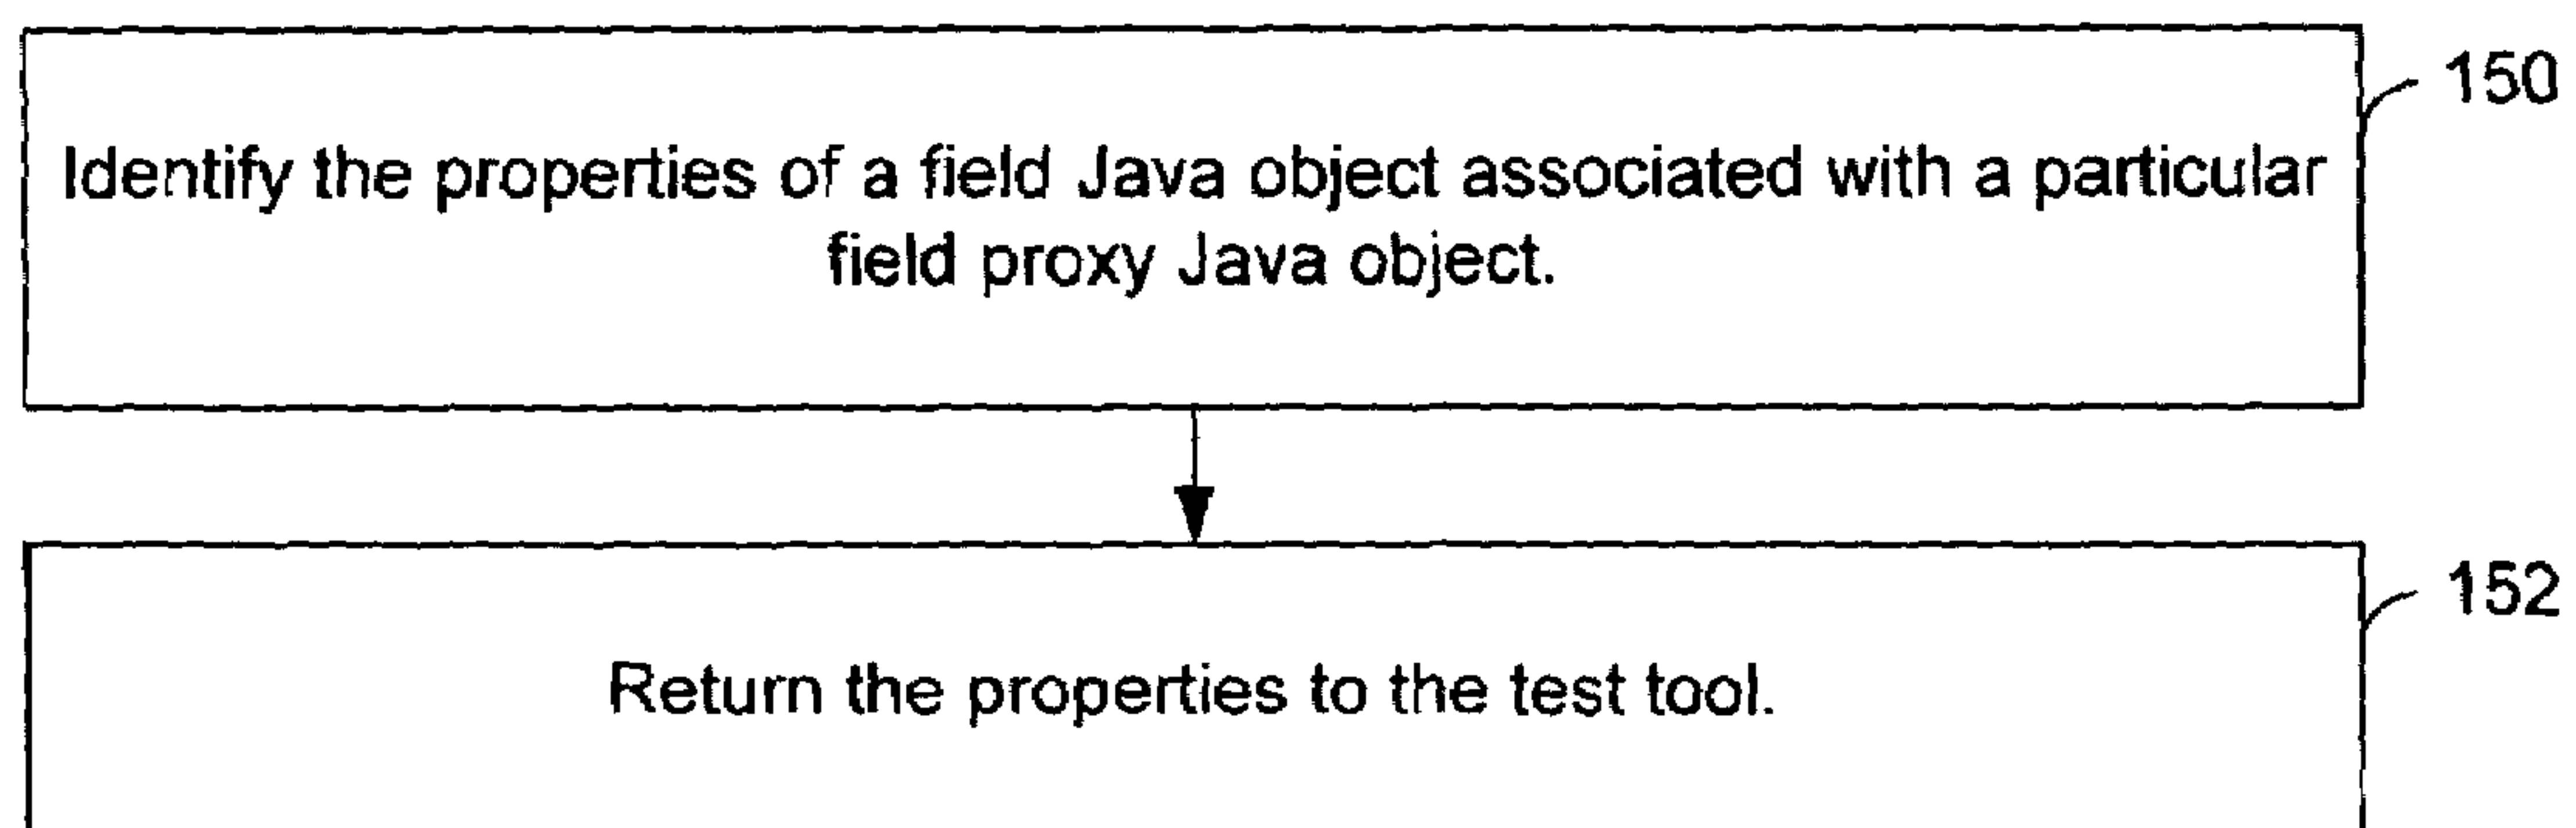 150
Identify the properties of a field Java object associated with a particular
field proxy Java object.
152
Return the properties to the test tool.